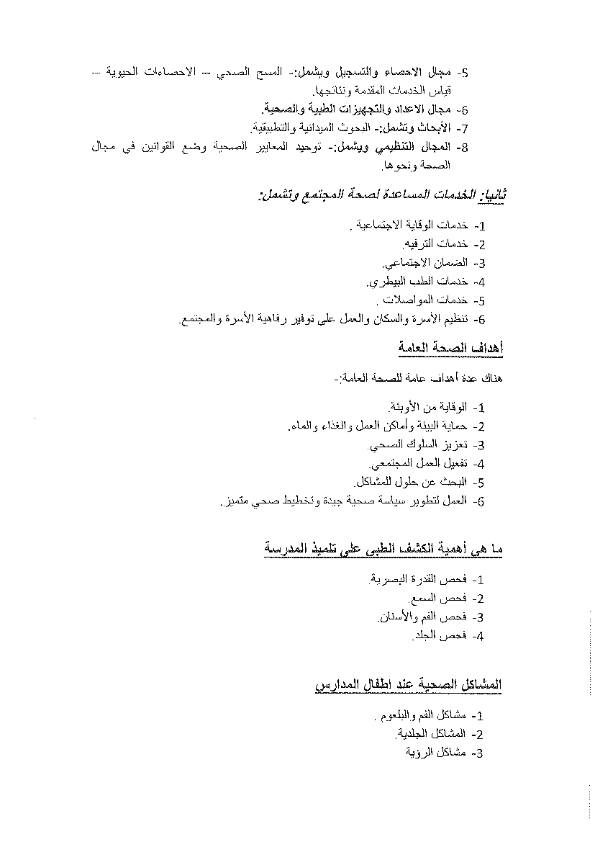 5- مجال الاحصاء والتسجيل ويشمل:- المسح الصحي – الاحصاءات الحيوية –
قياس الخدمات المقدمة ونتائجها.
6- مجال الاعداد والتجهيزات الطبية والصحية.
7- الأبحاث وتشمل:- البحوث الميدانية والتطبيقية.
8- المجال التنظيمي ويشمل:- توحيد المعايير الصحية وضع القوانين في مجال
الصحة ونحوها.
ثانيا: الخدمات المساعدة لصحة المجتمع وتشمل:
1- خدمات الوقاية الاجتماعية .
2- خدمات الترفيه.
3- الضمان الاجتماعي.
4- خدمات الطب البيطري.
5- خدمات المواصلات .
6- تنظيم الأسرة والسكان والعمل على توفير رفاهية الأسرة والمجتمع.
أهداف الصحة العامة
هناك عدة أهداف عامة للصحة العامة:-
1- الوقاية من الأوبئة.
2- حماية البيئة وأماكن العمل والغذاء والماء.
3- تعزيز السلوك الصحي.
4- تفعيل العمل المجتمعي.
5- البحث عن حلول للمشاكل.
6- العمل لتطوير سياسة صحية جيدة وتخطيط صحي متميز.
ما هي أهمية الكشف الطبي على تلميذ المدرسة
1- فحص القدرة البصرية.
2- فحص السمع.
3- فحص الفم والأسنان.
4- فحص الجلد.
المشاكل الصحية عند اطفال المدارس
1- مشاكل الفم والبلعوم .
2- المشاكل الجلدية.
3- مشاكل الرؤية